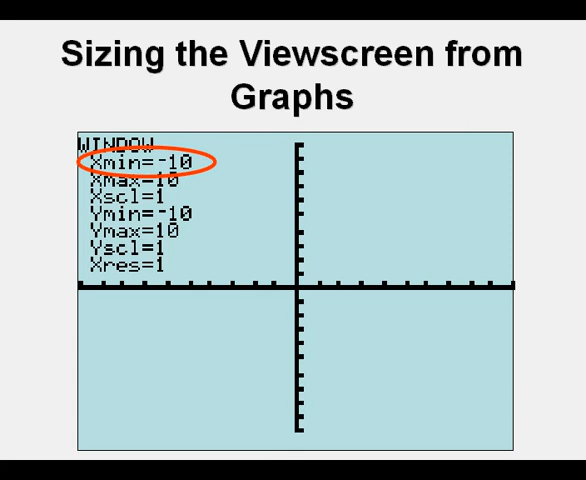 Sizing the Viewscreen from
Graphs
WINDOW
Xmin=-10
Xmax=10
Xscl=1
Ymin=-10
Ymax=10
Yscl=1
Xres=1